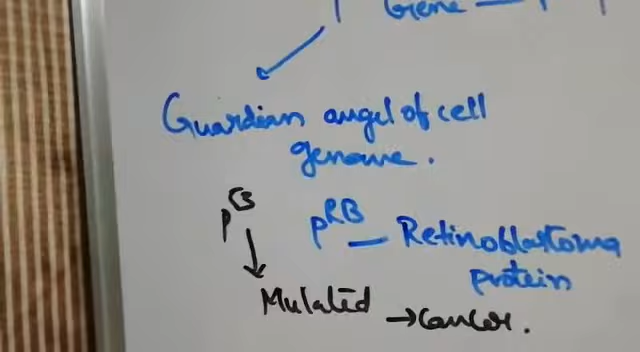 Gene —
Guardian angel of cell
genome.
p53 pRB — Retinoblastoma
protein
Mutated → Cancer.